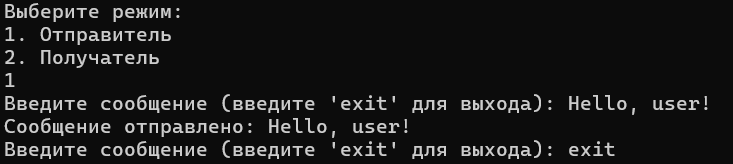 Выберите режим:
1. Отправитель
2. Получатель
1
Введите сообщение (введите 'exit' для выхода): Hello, user!
Сообщение отправлено: Hello, user!
Введите сообщение (введите 'exit' для выхода): exit